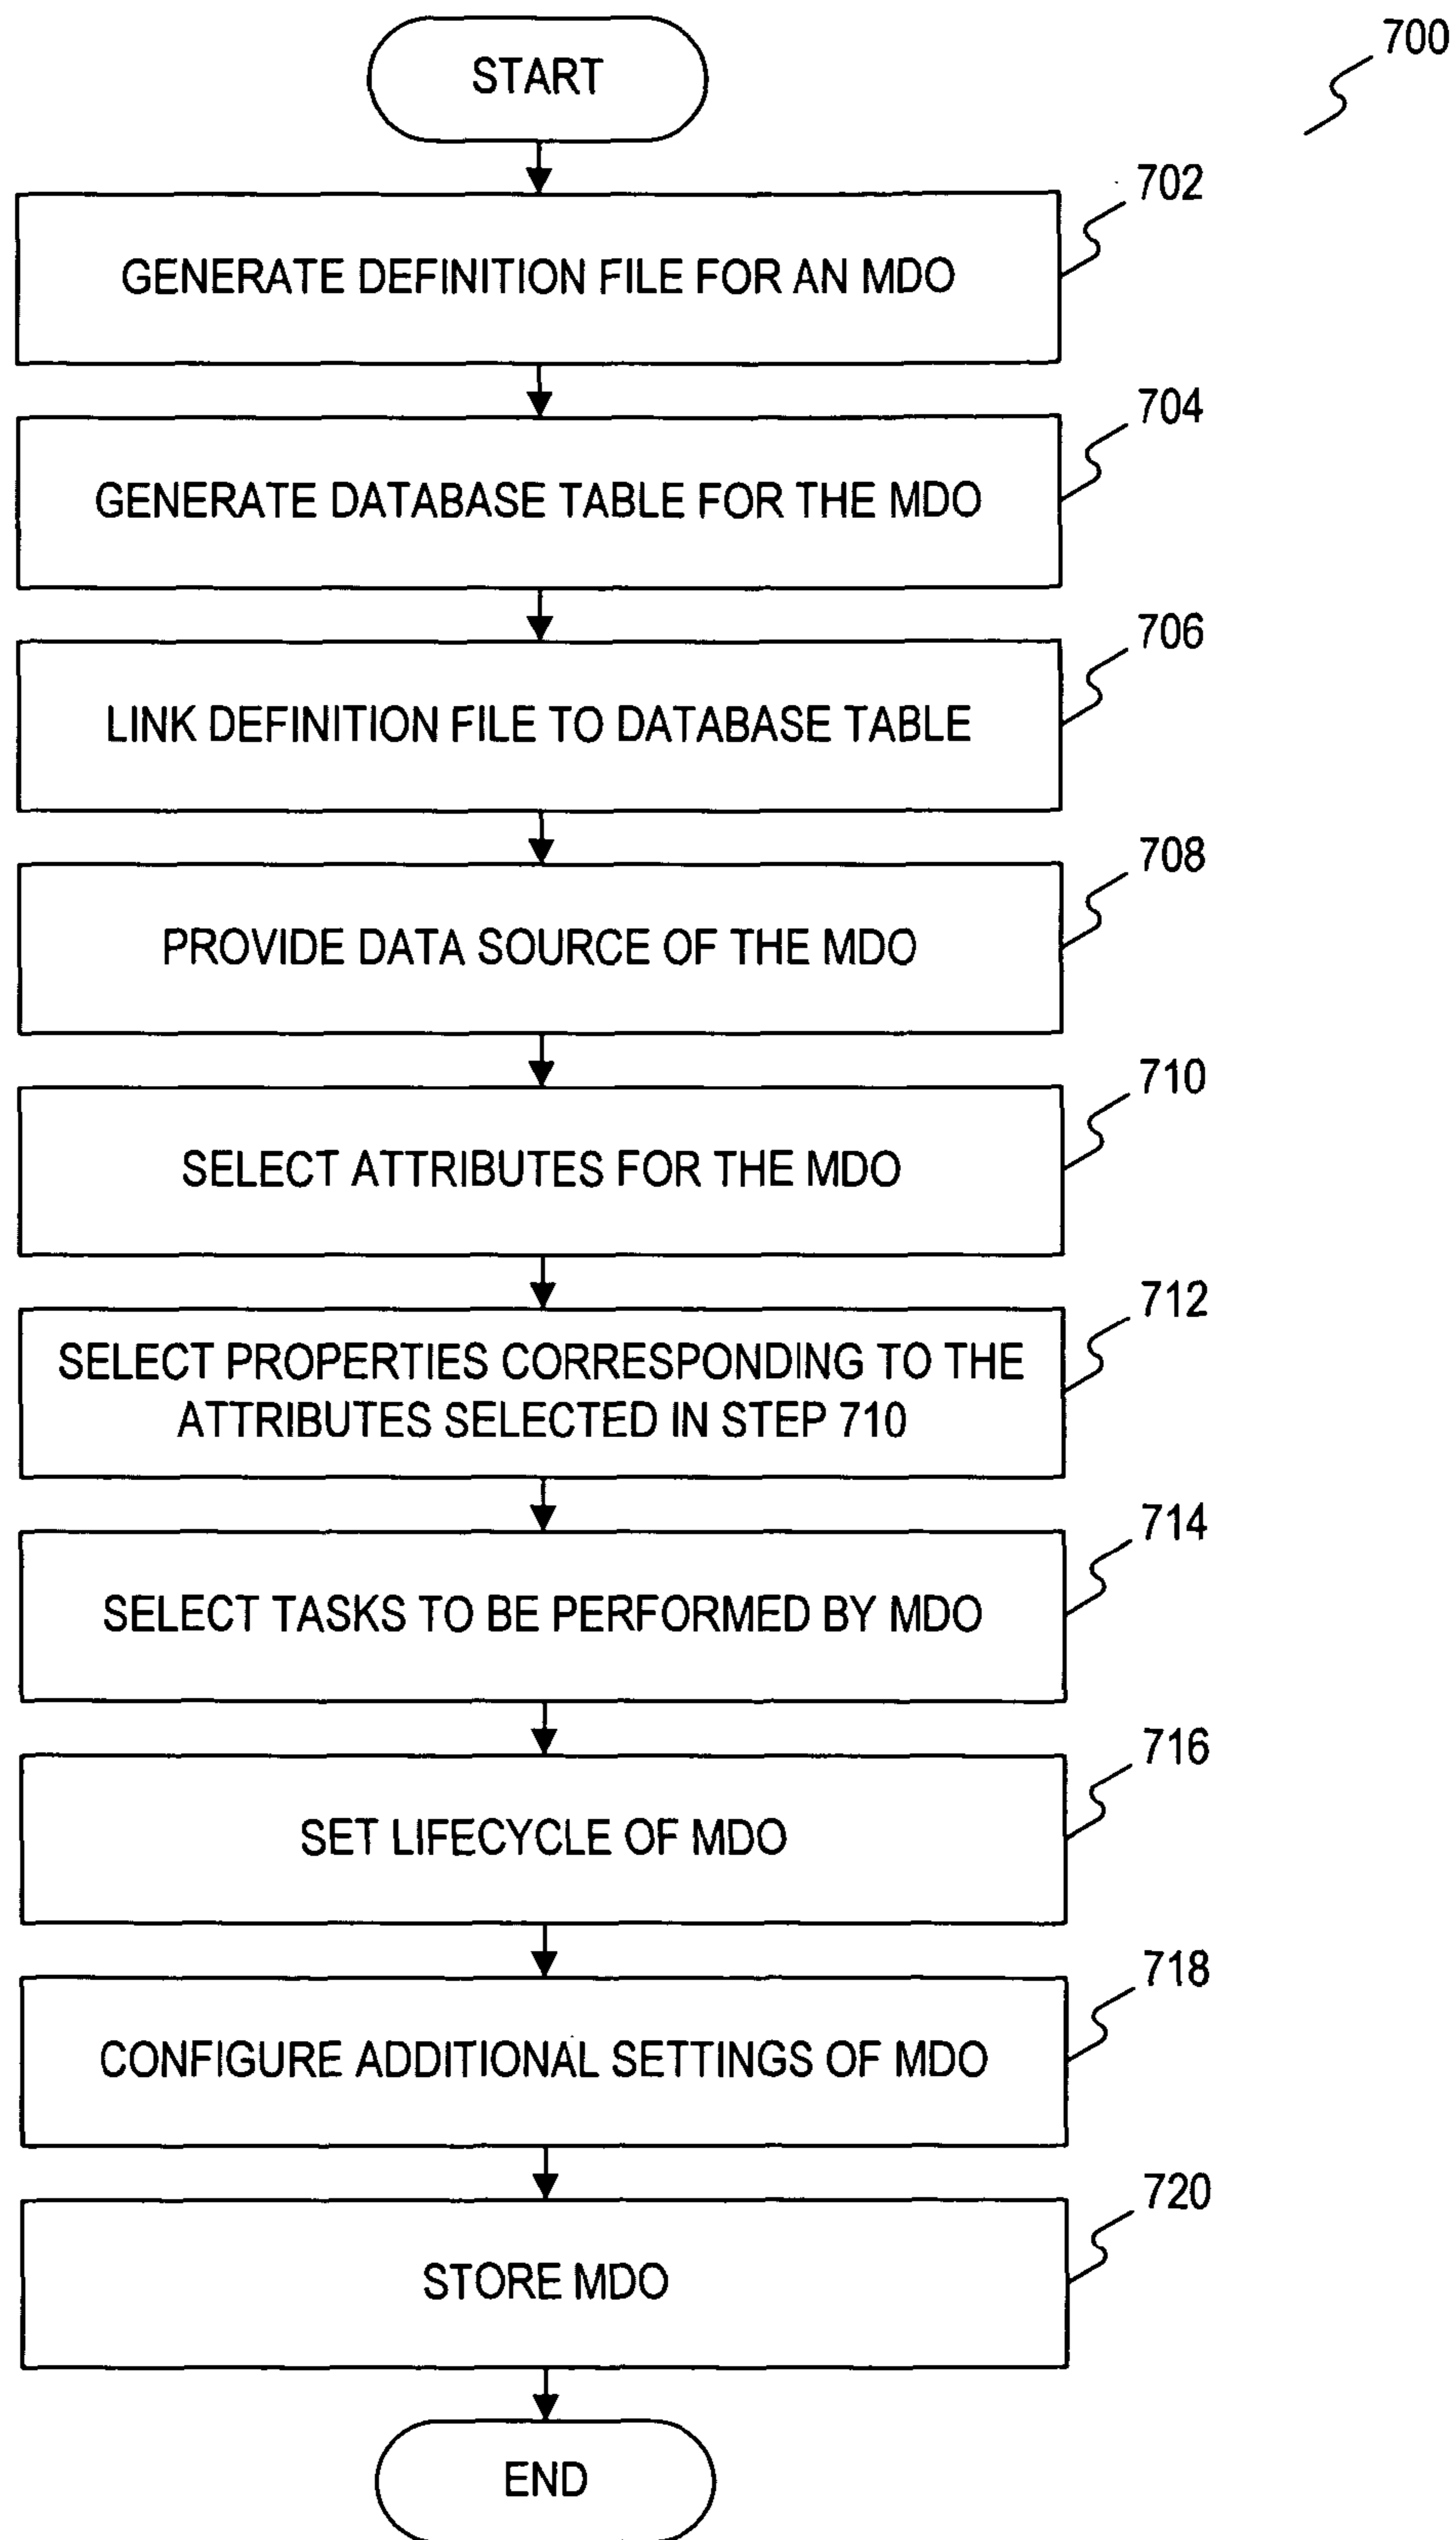 700
START
702
GENERATE DEFINITION FILE FOR AN MDO
704
GENERATE DATABASE TABLE FOR THE MDO
706
LINK DEFINITION FILE TO DATABASE TABLE
708
PROVIDE DATA SOURCE OF THE MDO
710
SELECT ATTRIBUTES FOR THE MDO
712
SELECT PROPERTIES CORRESPONDING TO THE
ATTRIBUTES SELECTED IN STEP 710
714
SELECT TASKS TO BE PERFORMED BY MDO
716
SET LIFECYCLE OF MDO
718
CONFIGURE ADDITIONAL SETTINGS OF MDO
720
STORE MDO
END